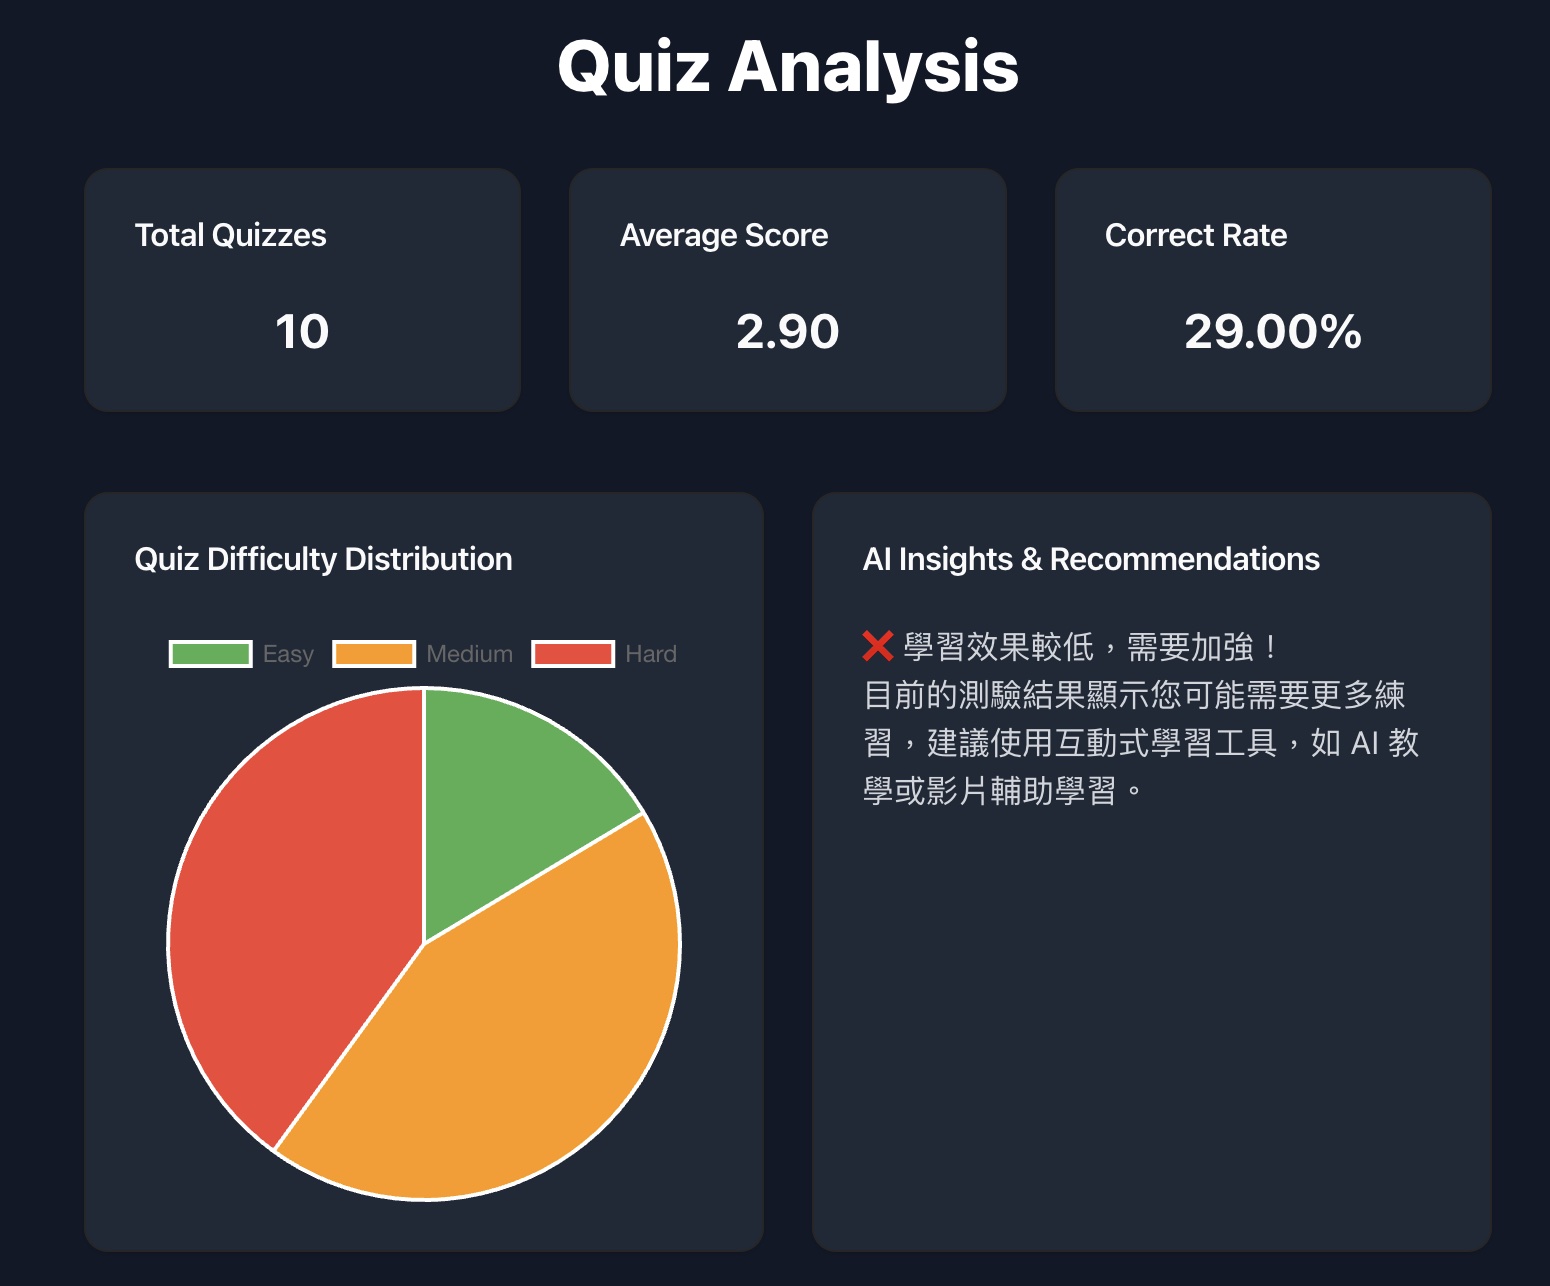 Quiz Analysis
Total Quizzes
10
Average Score
2.90
Correct Rate
29.00%
Quiz Difficulty Distribution
Easy
Medium
Hard
AI Insights & Recommendations
❌ 學習效果較低，需要加強！
目前的測驗結果顯示您可能需要更多練
習，建議使用互動式學習工具，如 AI 教
學或影片輔助學習。